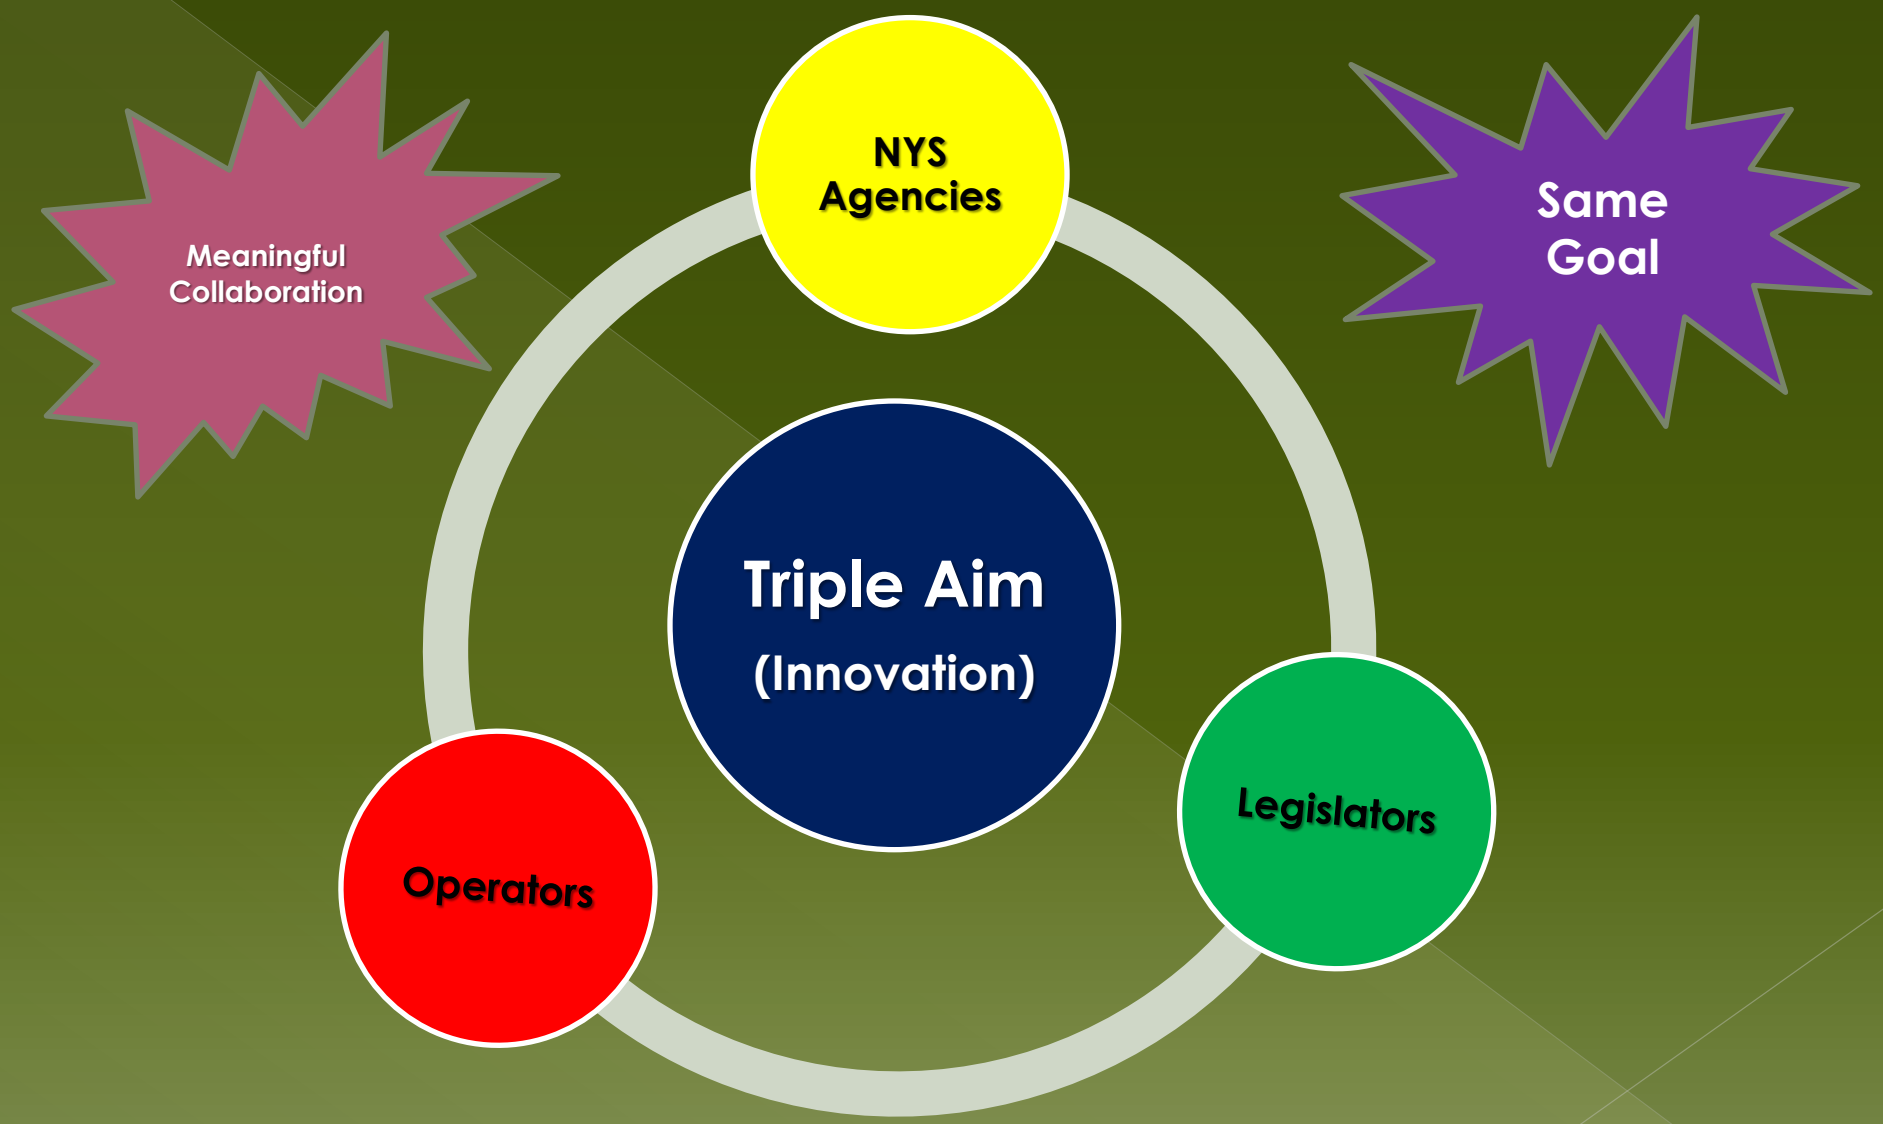 NYS
Agencies
Meaningful
Collaboration
Same
Goal
Triple Aim
(Innovation)
Legislators
Operators